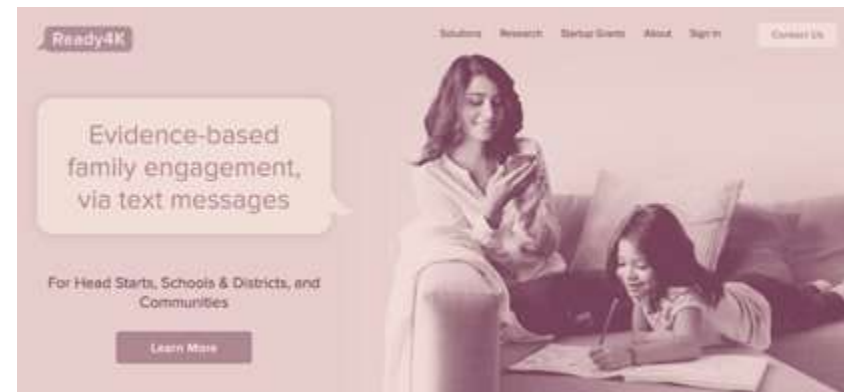 Ready4K
Solutions Research Startup Grants About Sign In Contact Us
Evidence-based
family engagement,
via text messages
For Head Starts, Schools & Districts, and
Communities
Learn More